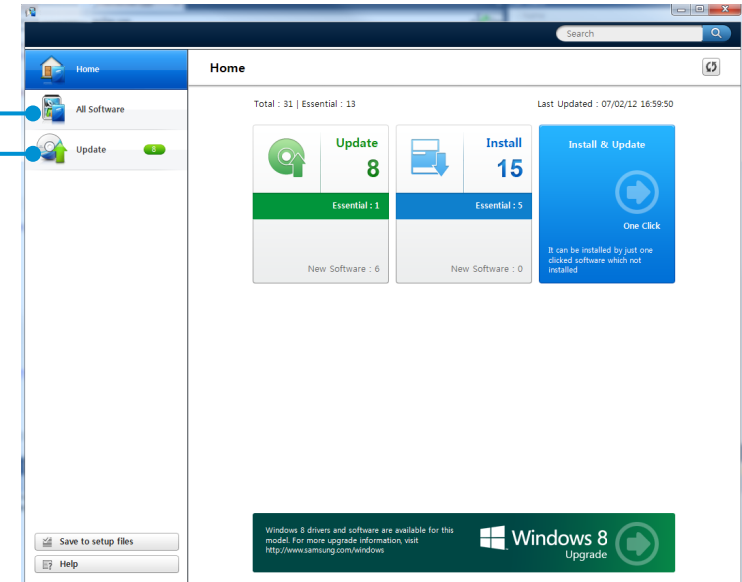 Search
Home
All Software
Update 8
Save to setup files
Help
Home
Total : 31 | Essential : 13
Last Updated : 07/02/12 16:59:50
Update
8
Essential : 1
New Software : 6
Install
15
Essential : 5
New Software : 0
Install & Update
One Click
It can be installed by just one
clicked software which not
installed
Windows 8 drivers and software are available for this
model. For more upgrade information, visit
http://www.samsung.com/windows
Windows 8
Upgrade